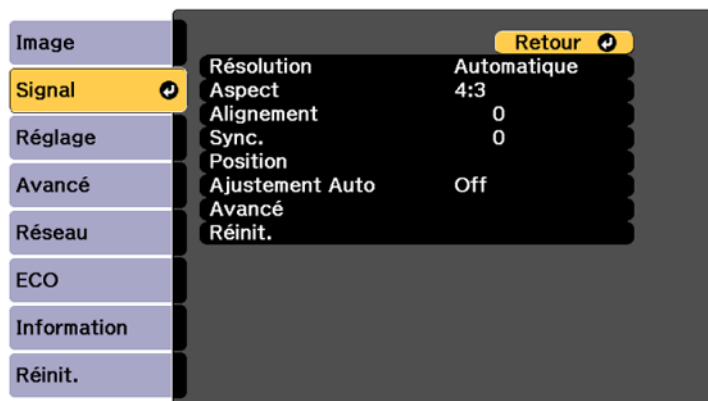 Image
Signal
Réglage
Avancé
Réseau
ECO
Information
Réinit.
Retour
Résolution Automatique
Aspect 4:3
Alignement 0
Sync. 0
Position
Ajustement Auto Off
Avancé
Réinit.